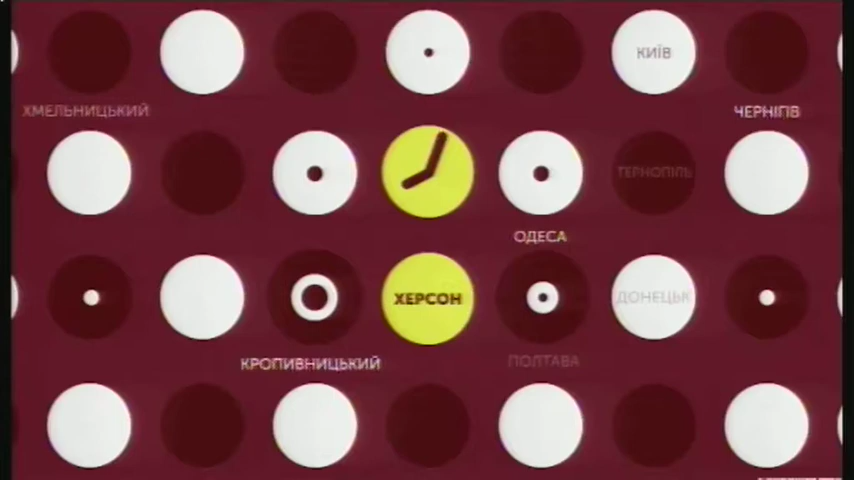 КИЇВ
ХМЕЛЬНИЦЬКИЙ
ЧЕРНІГІВ
ТЕРНОПІЛЬ
ОДЕСА
ХЕРСОН
ДОНЕЦЬК
КРОПИВНИЦЬКИЙ
ПОЛТАВА